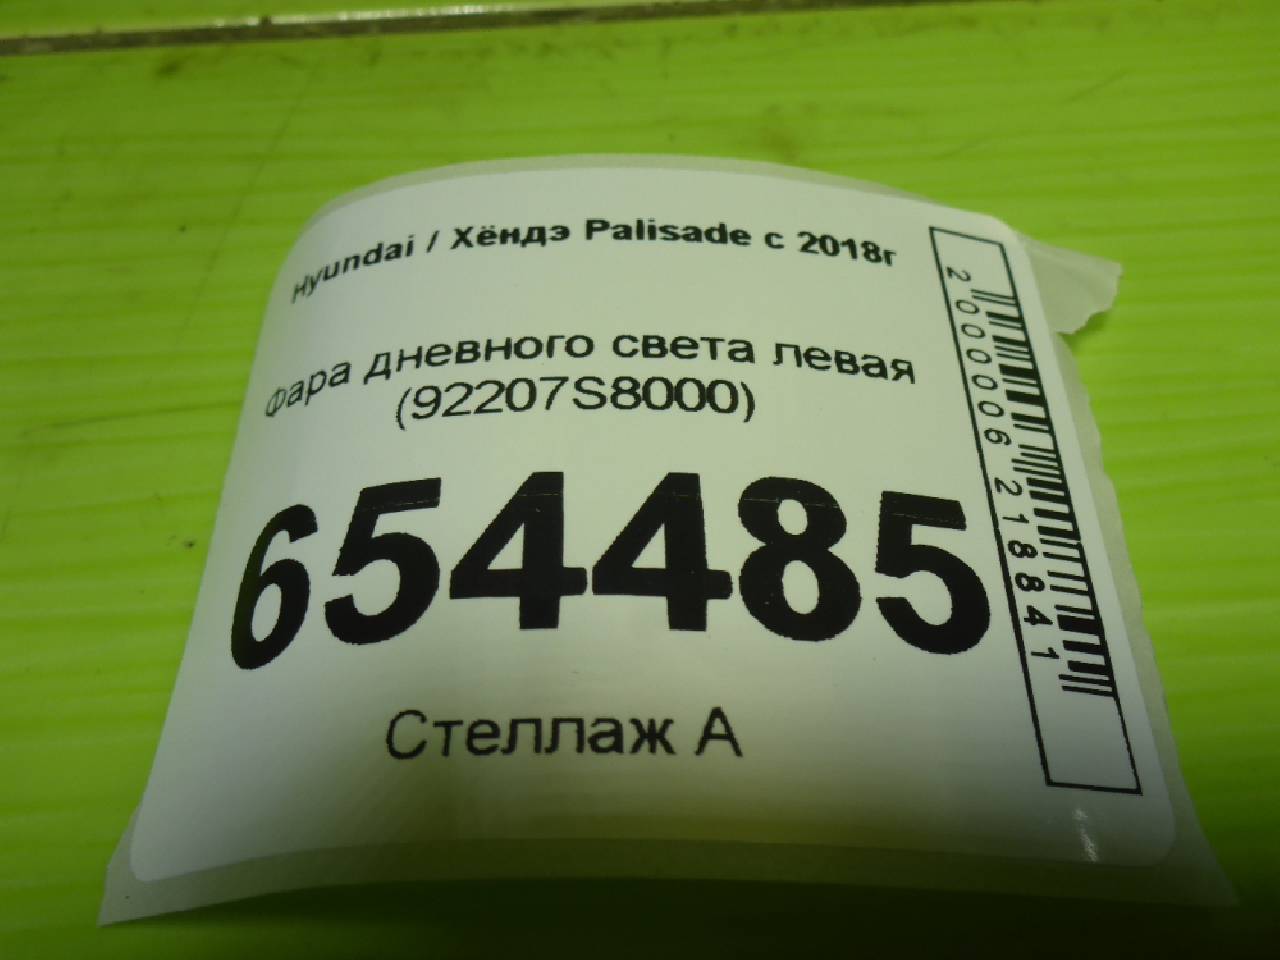 Hyundai / Хёндэ Palisade с 2018г
Фара дневного света левая
(92207S8000)
654485
Стеллаж А
2000006218841